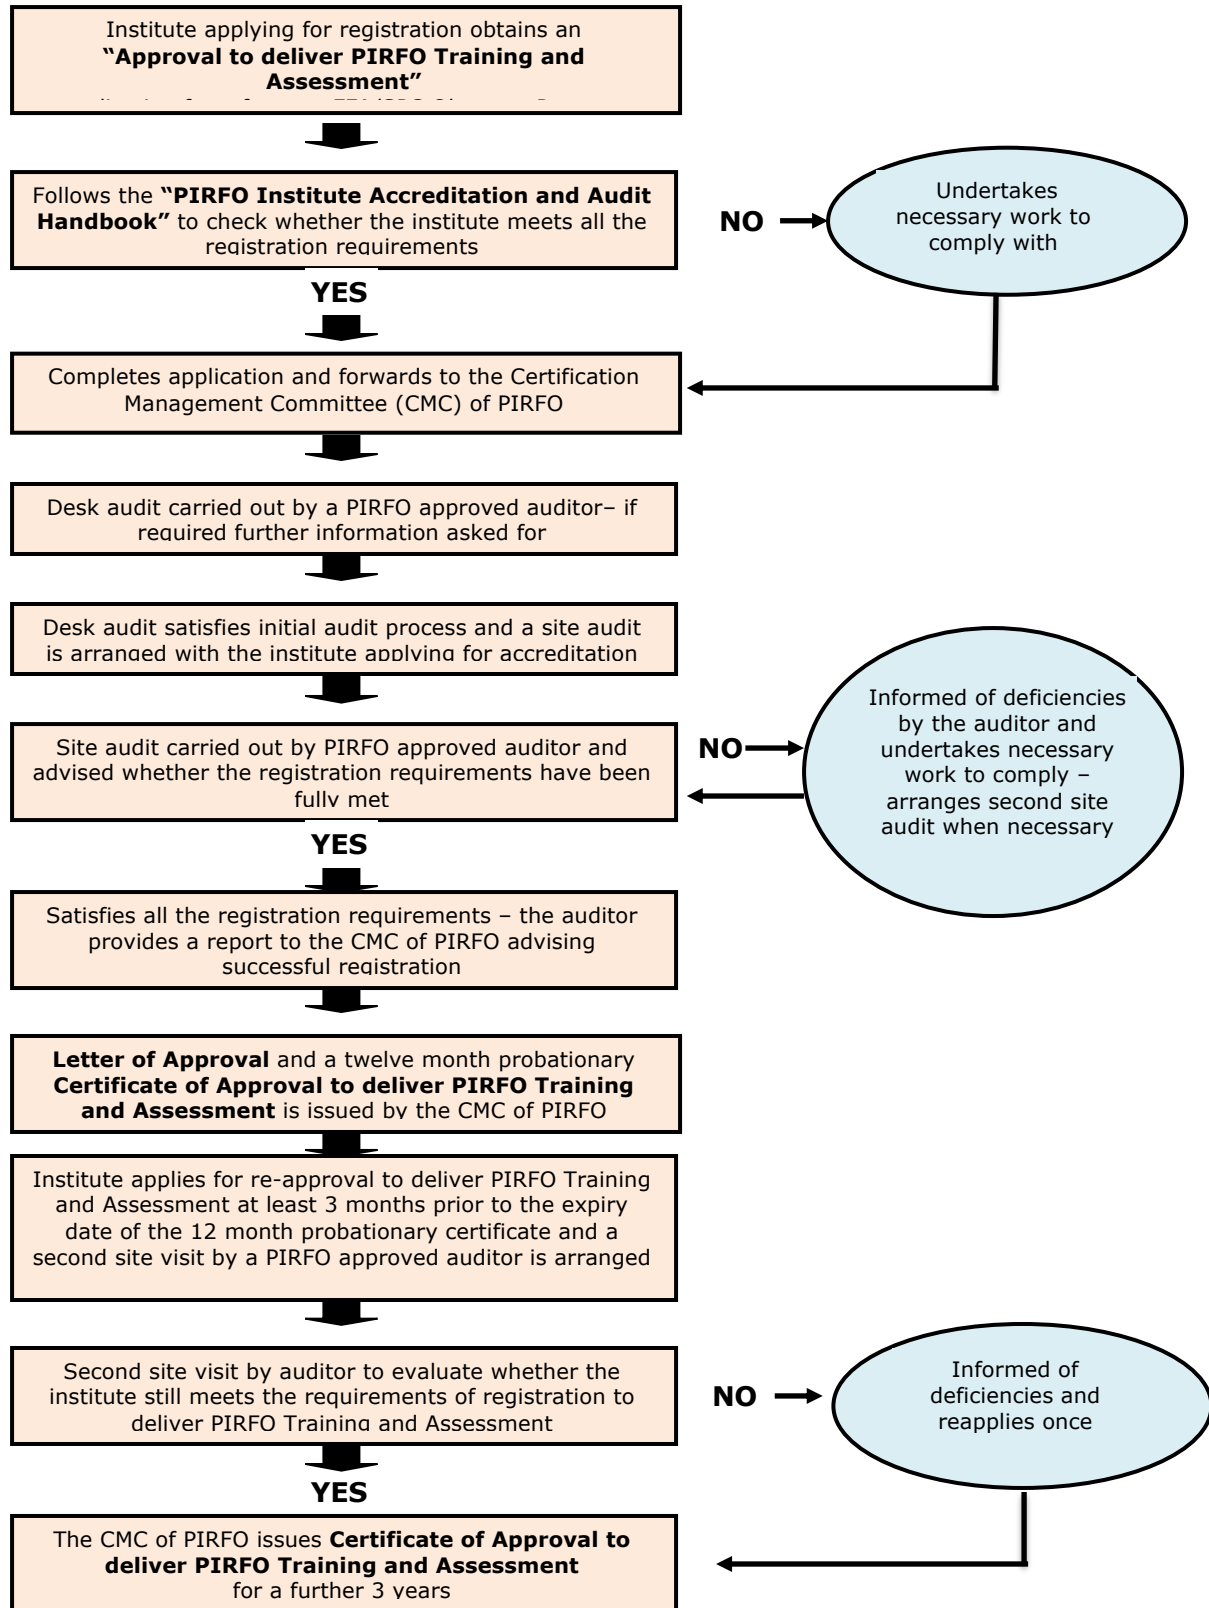 Institute applying for registration obtains an
“Approval to deliver PIRFO Training and
Assessment”
Follows the “PIRFO Institute Accreditation and Audit
Handbook” to check whether the institute meets all the
registration requirements
NO
Undertakes
necessary work to
comply with
YES
Completes application and forwards to the Certification
Management Committee (CMC) of PIRFO
Desk audit carried out by a PIRFO approved auditor– if
required further information asked for
Desk audit satisfies initial audit process and a site audit
is arranged with the institute applying for accreditation
Site audit carried out by PIRFO approved auditor and
advised whether the registration requirements have been
fully met
NO
Informed of deficiencies
by the auditor and
undertakes necessary
work to comply –
arranges second site
audit when necessary
YES
Satisfies all the registration requirements – the auditor
provides a report to the CMC of PIRFO advising
successful registration
Letter of Approval and a twelve month probationary
Certificate of Approval to deliver PIRFO Training
and Assessment is issued by the CMC of PIRFO
Institute applies for re-approval to deliver PIRFO Training
and Assessment at least 3 months prior to the expiry
date of the 12 month probationary certificate and a
second site visit by a PIRFO approved auditor is arranged
Second site visit by auditor to evaluate whether the
institute still meets the requirements of registration to
deliver PIRFO Training and Assessment
NO
Informed of
deficiencies and
reapplies once
YES
The CMC of PIRFO issues Certificate of Approval to
deliver PIRFO Training and Assessment
for a further 3 years